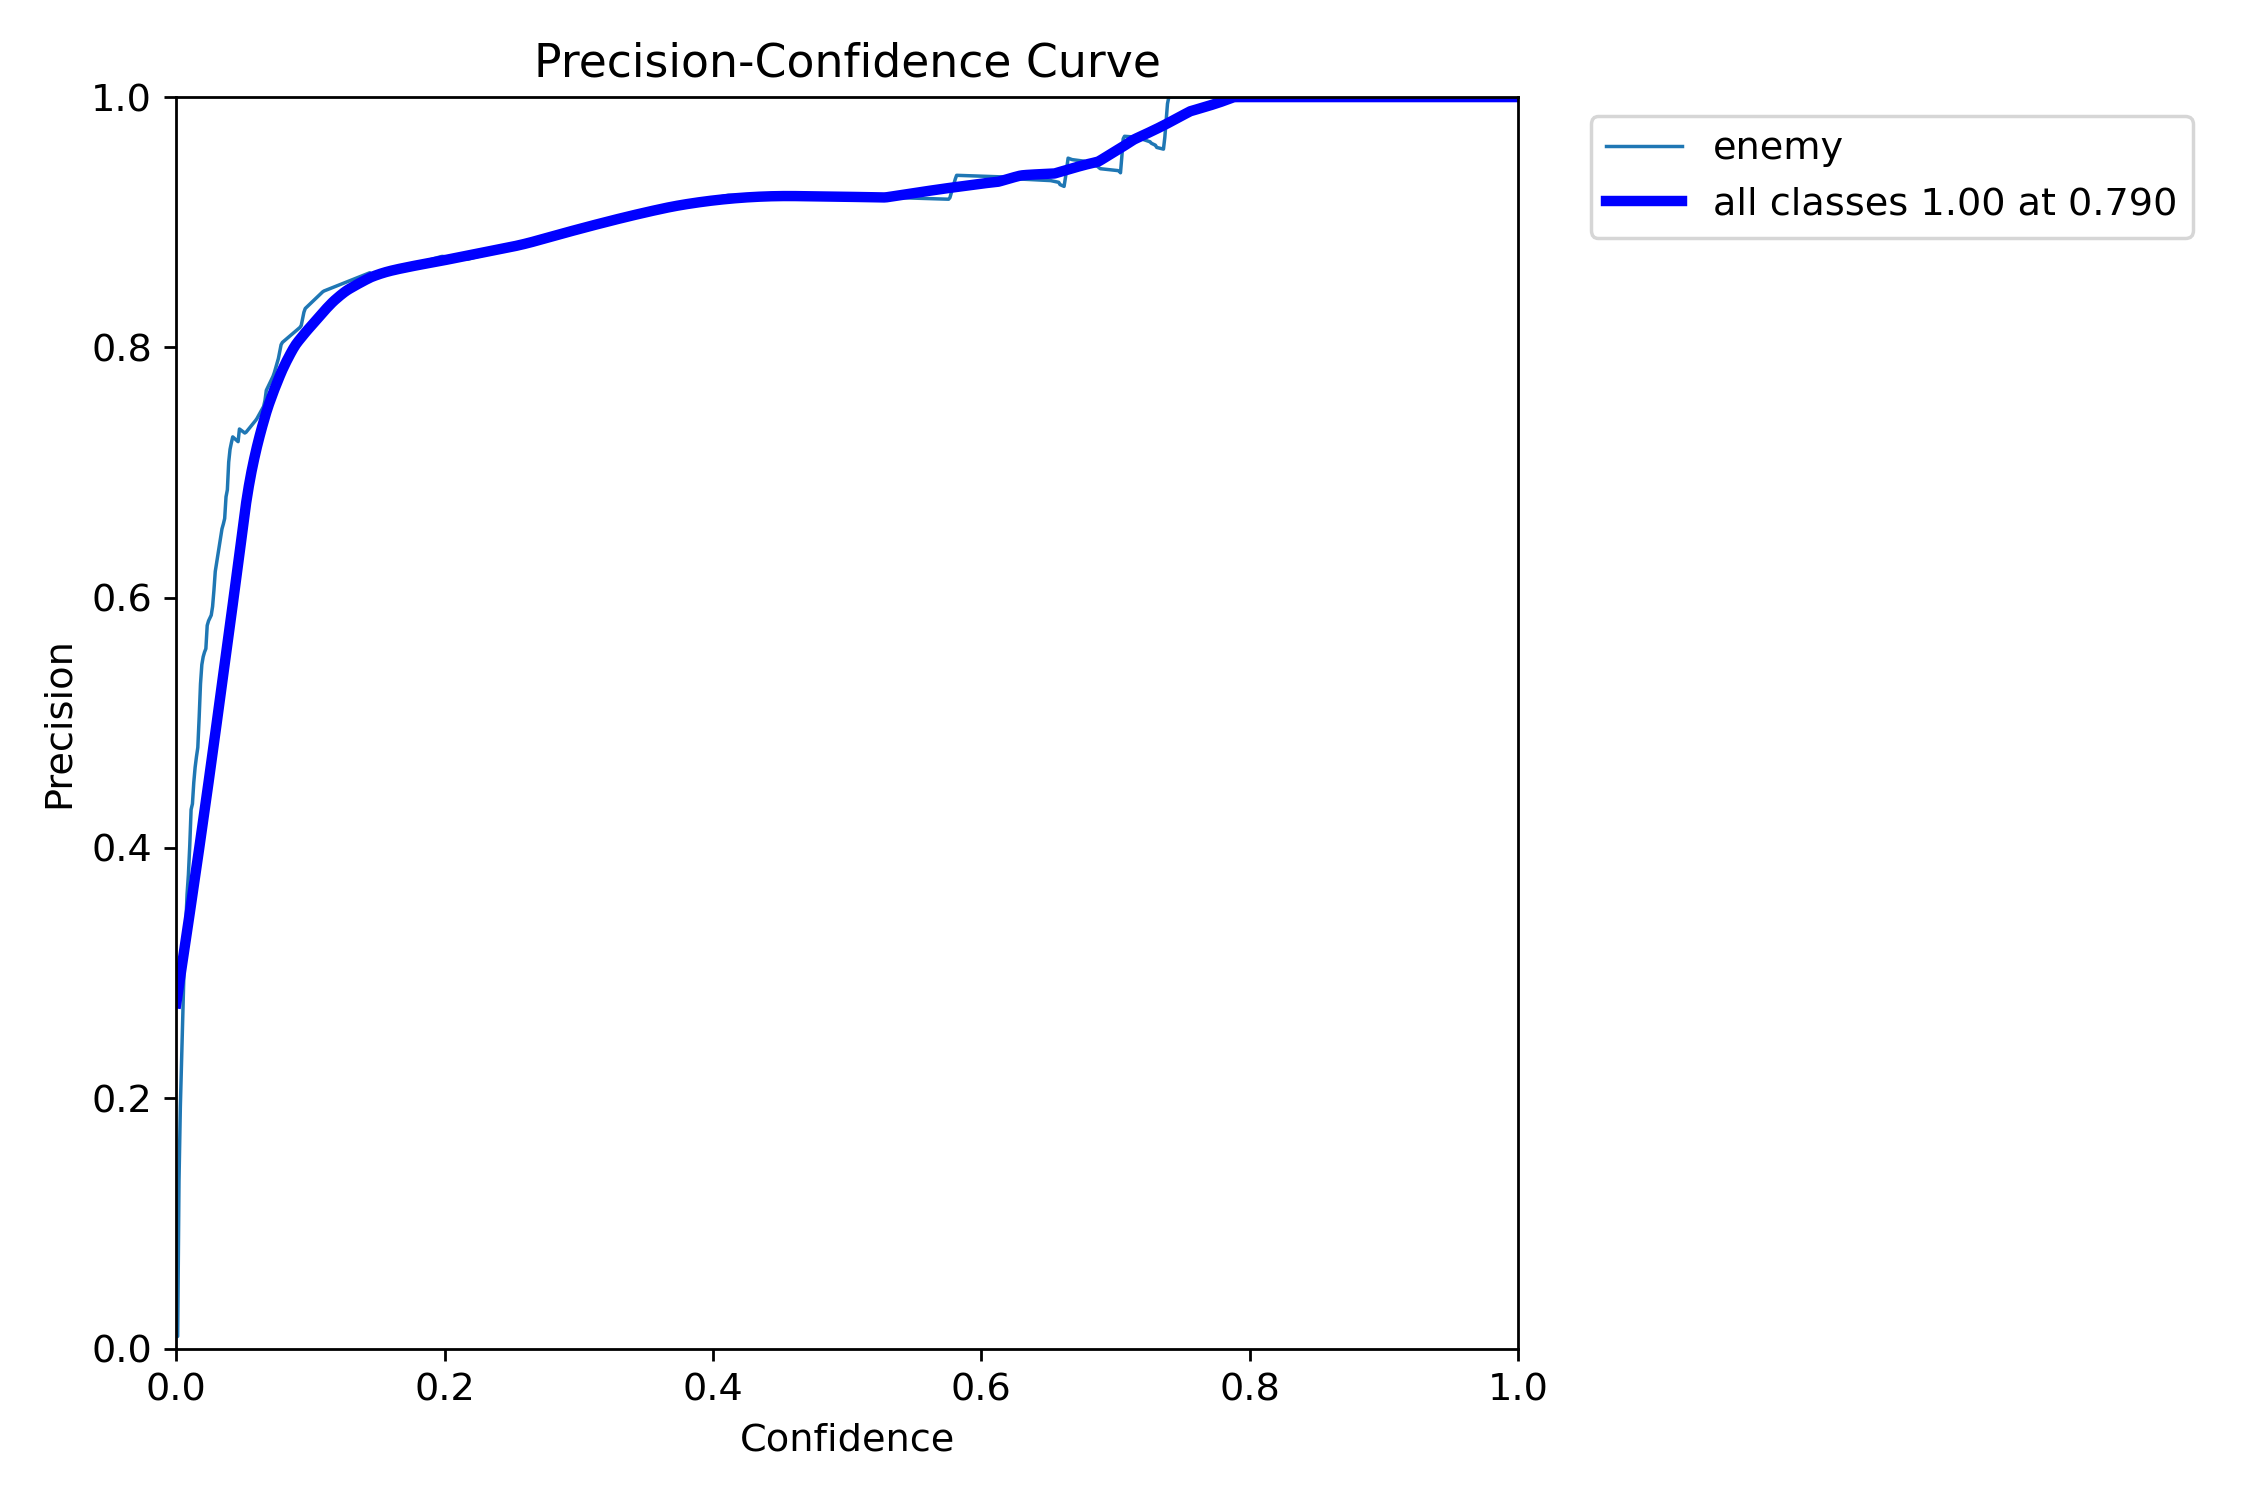 Precision-Confidence Curve
enemy
all classes 1.00 at 0.790
1.0
0.8
0.6
0.4
0.2
0.0
Precision
0.0 0.2 0.4 0.6 0.8 1.0
Confidence